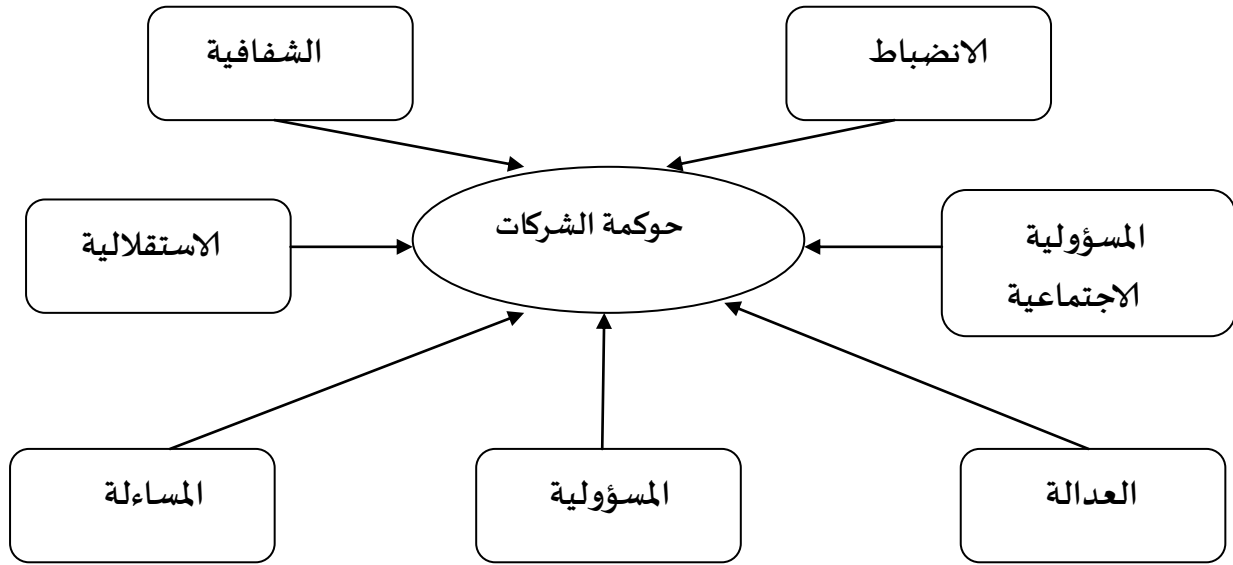 الانضباط
الشفافية
حوكمة الشركات
المسؤولية
الاجتماعية
الاستقلالية
العدالة
المسؤولية
المساءلة